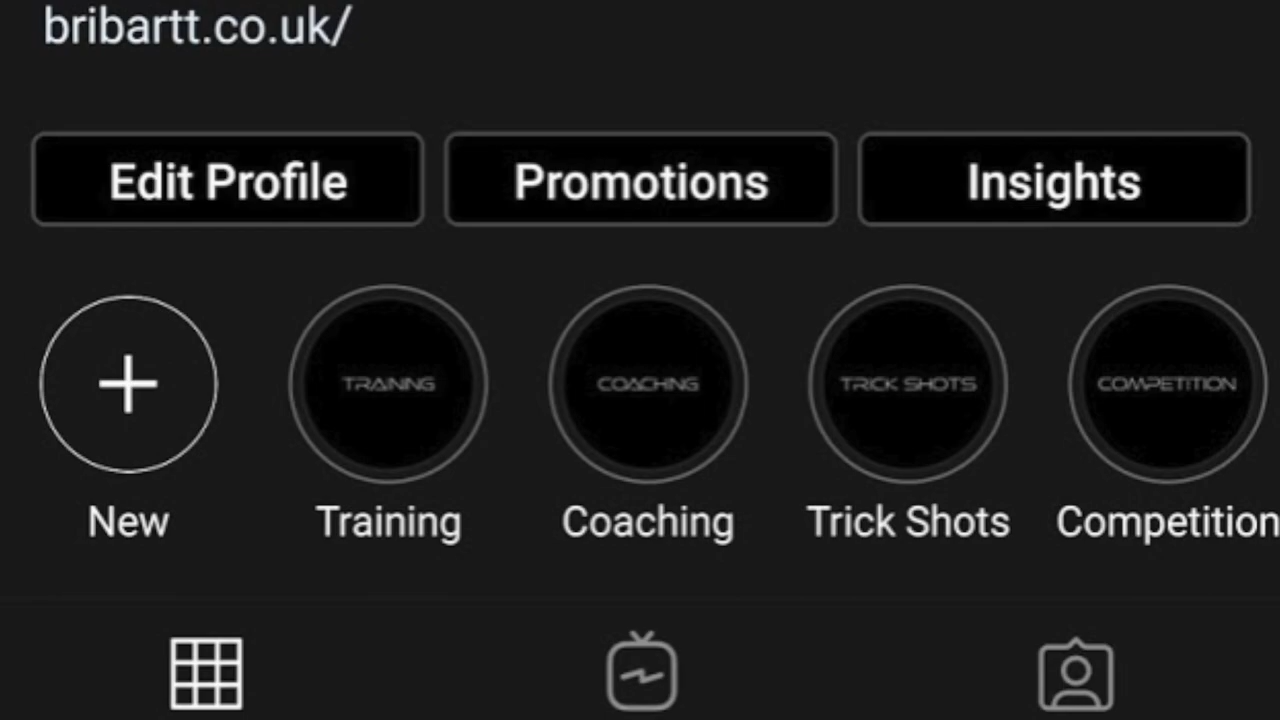 bribartt.co.uk/
Edit Profile Promotions Insights
TRAINING COACHING TRICK SHOTS COMPETITION
New Training Coaching Trick Shots Competition